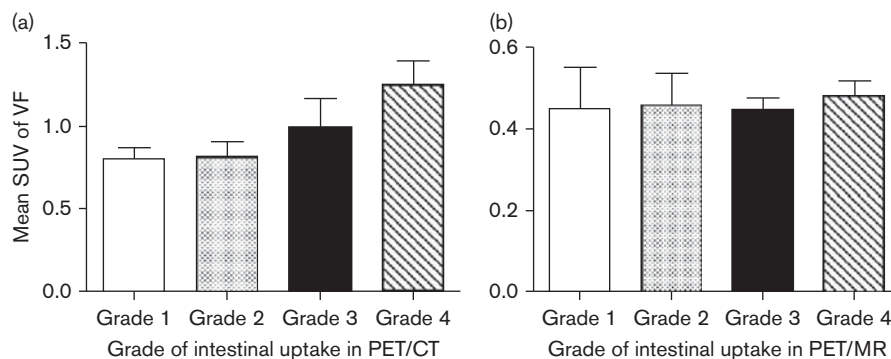 (a)
1.5
1.0
0.5
0.0
Mean SUV of VF
Grade 1 Grade 2 Grade 3 Grade 4
Grade of intestinal uptake in PET/CT
(b)
0.6
0.4
0.2
0.0
Grade 1 Grade 2 Grade 3 Grade 4
Grade of intestinal uptake in PET/MR